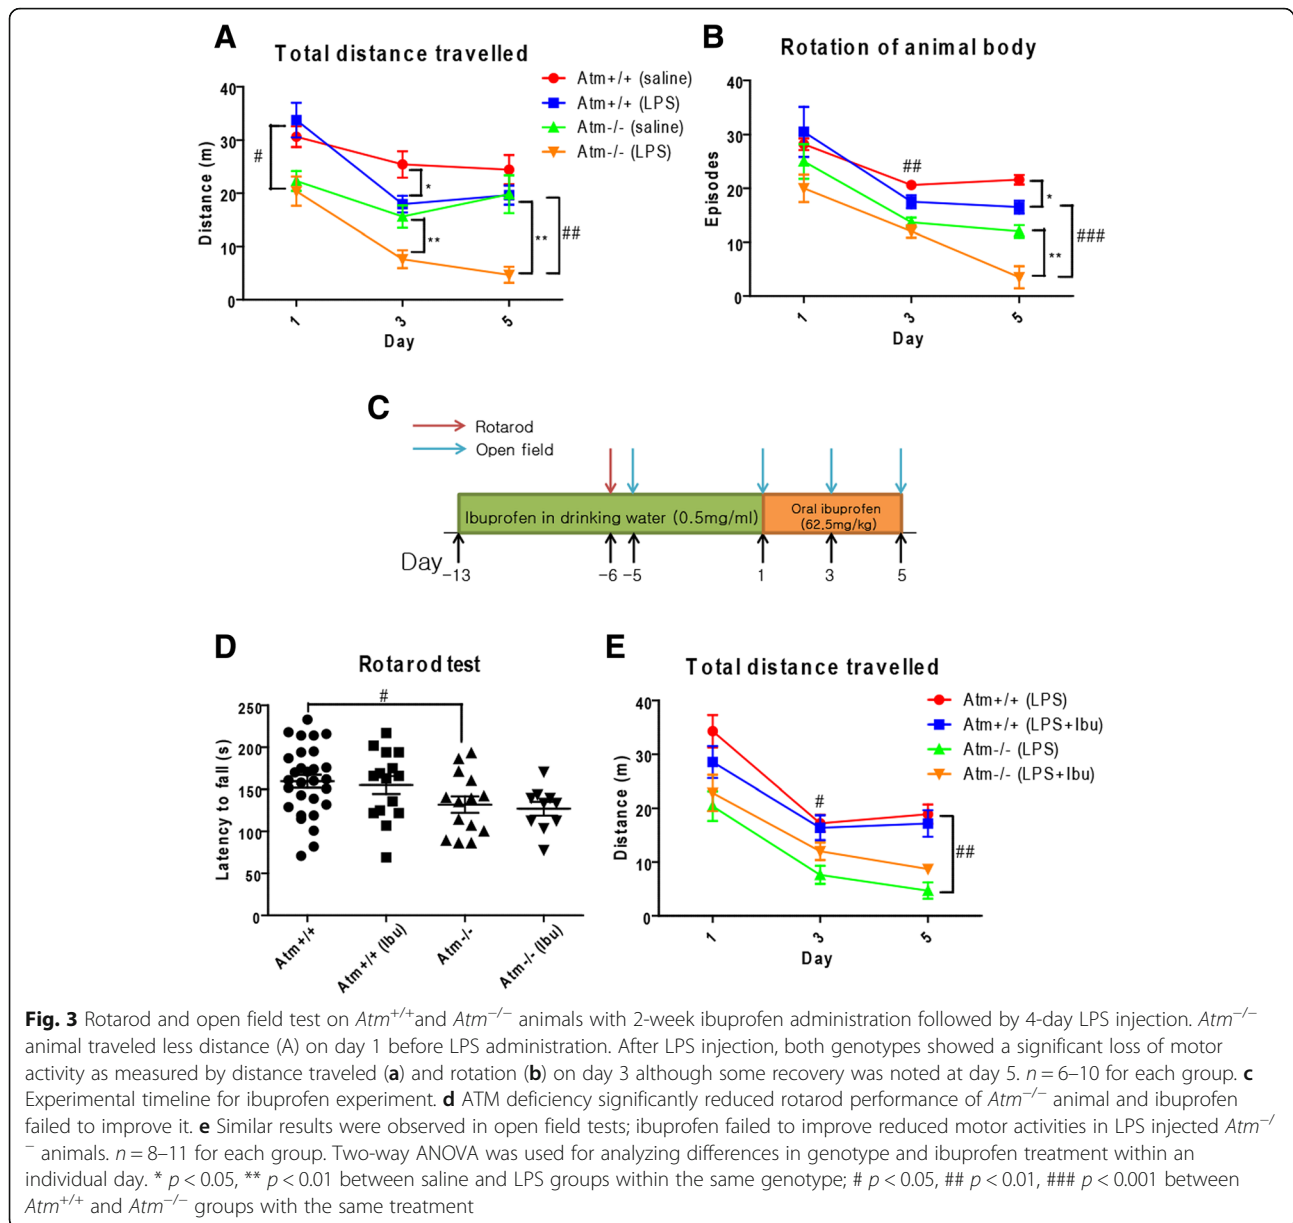 A
Total distance travelled
Atm+/+ (saline)
Atm+/+ (LPS)
Atm-/- (saline)
Atm-/- (LPS)
Distance (m)
40
30
20
10
0
#
*
**
**
##
1
3
5
Day
B
Rotation of animal body
Episodes
40
30
20
10
0
##
*
**
###
1
3
5
Day
C
Rotarod
Open field
Ibuprofen in drinking water (0.5mg/ml)
Oral ibuprofen
(62.5mg/kg)
Day
−13
−6
−5
1
3
5
D
Rotarod test
#
Latency to fall (s)
250
200
150
100
50
0
Atm+/+
Atm+/+ (Ibu)
Atm-/-
Atm-/- (Ibu)
E
Total distance travelled
Atm+/+ (LPS)
Atm+/+ (LPS+Ibu)
Atm-/- (LPS)
Atm-/- (LPS+Ibu)
Distance (m)
40
30
20
10
0
#
##
1
3
5
Day
Fig. 3 Rotarod and open field test on Atm+/+and Atm−/− animals with 2-week ibuprofen administration followed by 4-day LPS injection. Atm−/−
animal traveled less distance (A) on day 1 before LPS administration. After LPS injection, both genotypes showed a significant loss of motor
activity as measured by distance traveled (a) and rotation (b) on day 3 although some recovery was noted at day 5. n = 6–10 for each group. c
Experimental timeline for ibuprofen experiment. d ATM deficiency significantly reduced rotarod performance of Atm−/− animal and ibuprofen
failed to improve it. e Similar results were observed in open field tests; ibuprofen failed to improve reduced motor activities in LPS injected Atm−/
− animals. n = 8–11 for each group. Two-way ANOVA was used for analyzing differences in genotype and ibuprofen treatment within an
individual day. * p < 0.05, ** p < 0.01 between saline and LPS groups within the same genotype; # p < 0.05, ## p < 0.01, ### p < 0.001 between
Atm+/+ and Atm−/− groups with the same treatment